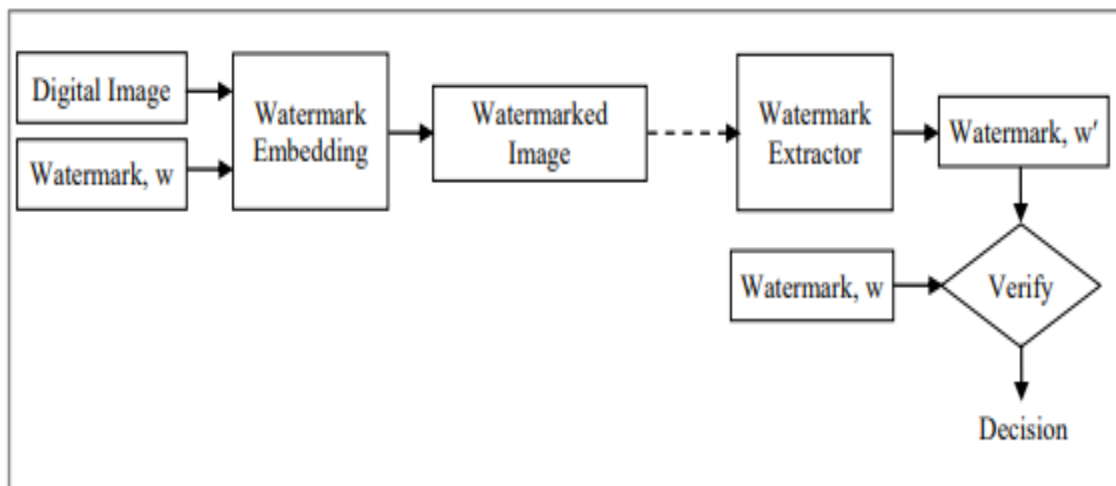 Digital Image
Watermark, w
Watermark
Embedding
Watermarked
Image
Watermark
Extractor
Watermark, w′
Watermark, w
Verify
Decision